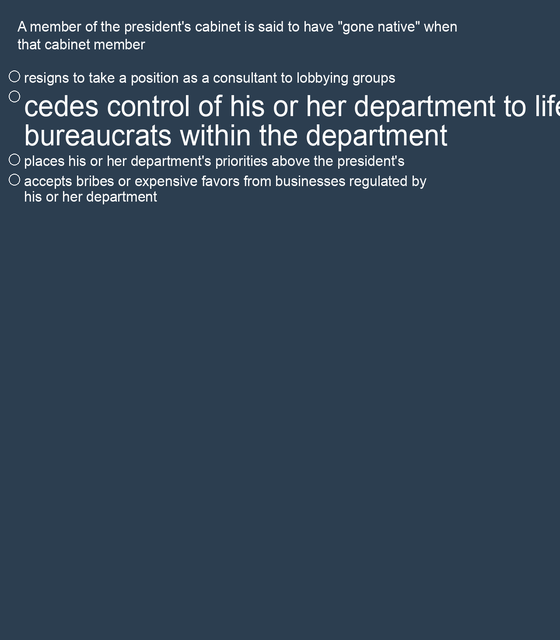 A member of the president's cabinet is said to have "gone native" when
that cabinet member
resigns to take a position as a consultant to lobbying groups
cedes control of his or her department to
bureaucrats within the department
places his or her department's priorities above the president's
accepts bribes or expensive favors from businesses regulated by
his or her department